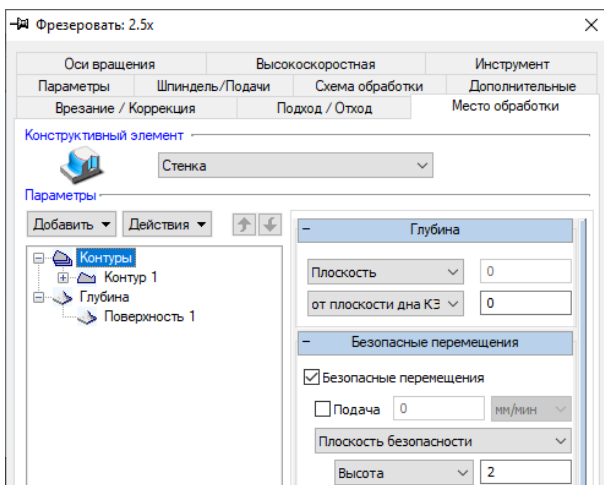 Фрезеровать: 2.5x
Оси вращения Высокоскоростная Инструмент
Параметры Шпиндель/Подачи Схема обработки Дополнительные
Врезание / Коррекция Подход / Отход Место обработки
Конструктивный элемент
Стенка
Параметры
Добавить Действия
Контуры
Контур 1
Глубина
Поверхность 1
Глубина
Плоскость 0
от плоскости дна КЭ 0
Безопасные перемещения
Безопасные перемещения
Подача 0 мм/мин
Плоскость безопасности
Высота 2